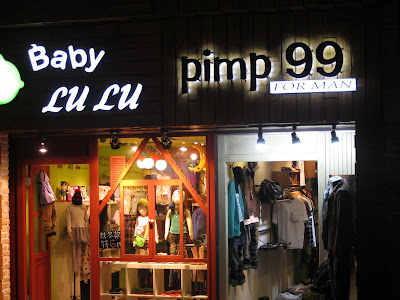 Baby
LU LU
pimp 99
FOR MAN